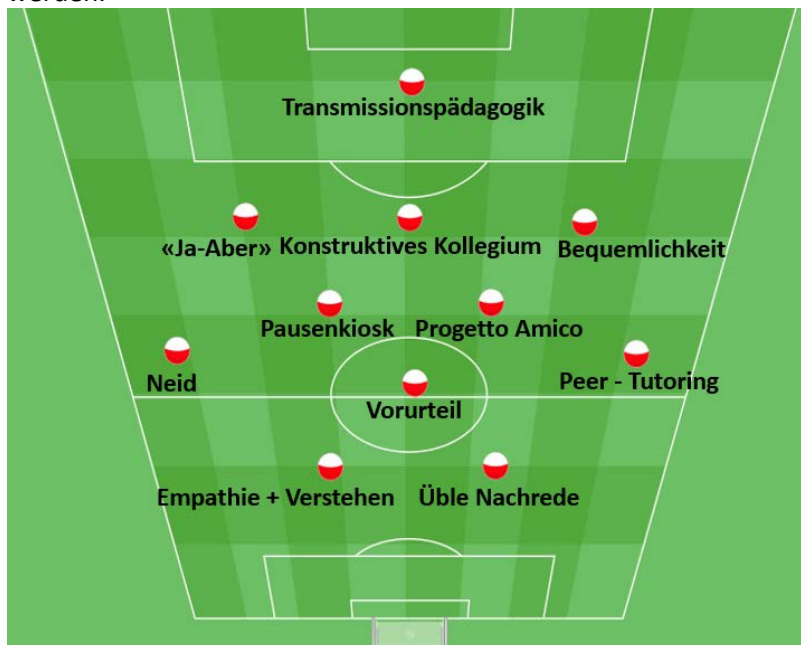 Transmissionspädagogik
«Ja-Aber» Konstruktives Kollegium Bequemlichkeit
Pausenkiosk Progetto Amico
Neid Peer - Tutoring
Vorurteil
Empathie + Verstehen Üble Nachrede